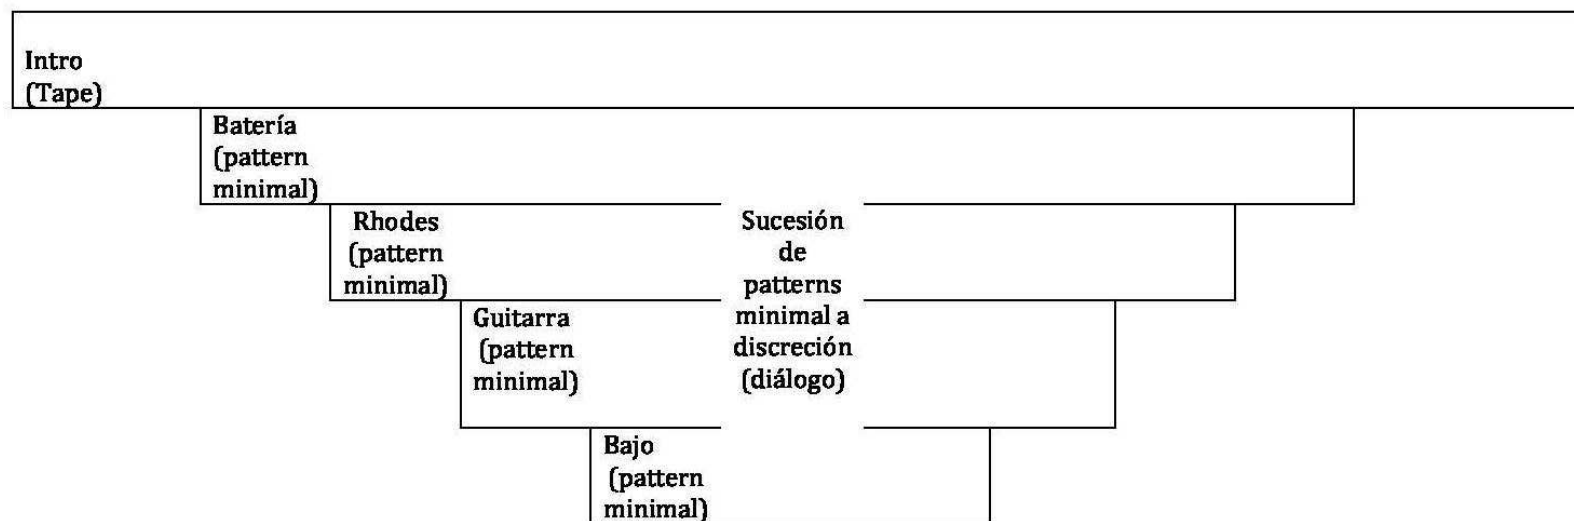 Intro
(Tape)
Batería
(pattern
minimal)
Rhodes
(pattern
minimal)
Sucesión
de
patterns
minimal a
discreción
(diálogo)
Guitarra
(pattern
minimal)
Bajo
(pattern
minimal)